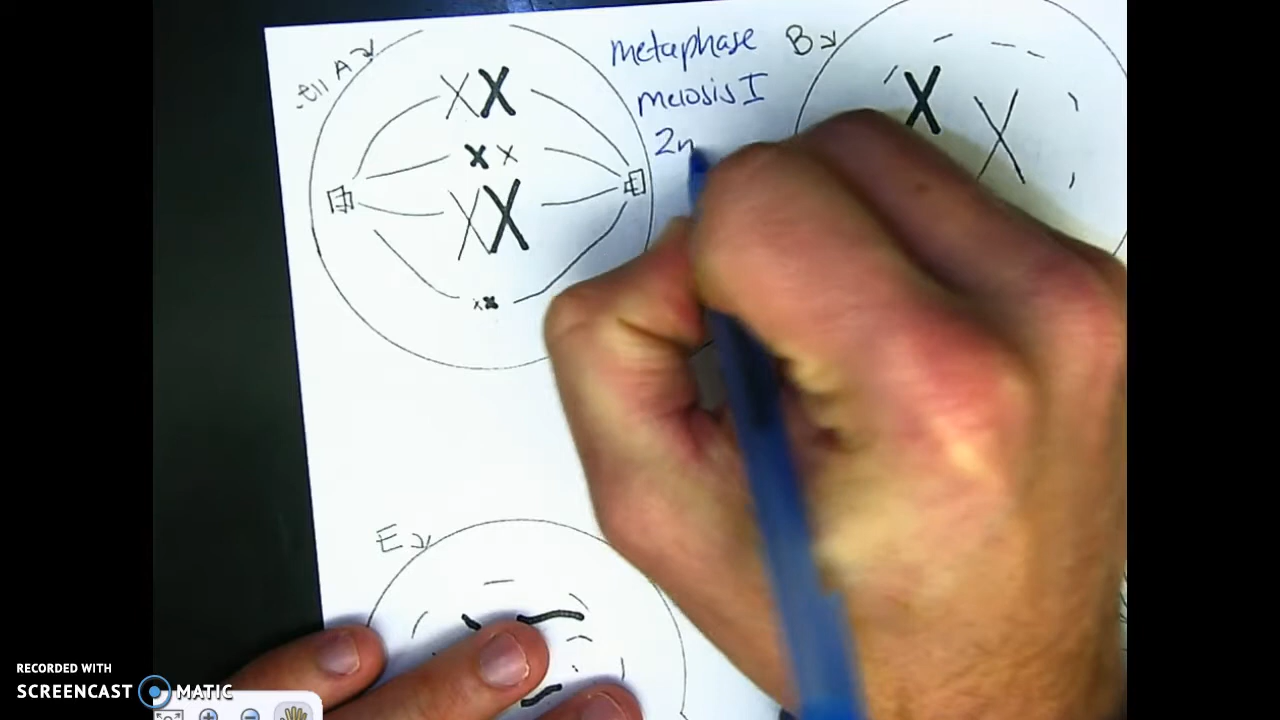 cell A
metaphase
meiosis I
2n
B
E
RECORDED WITH
SCREENCAST MATIC